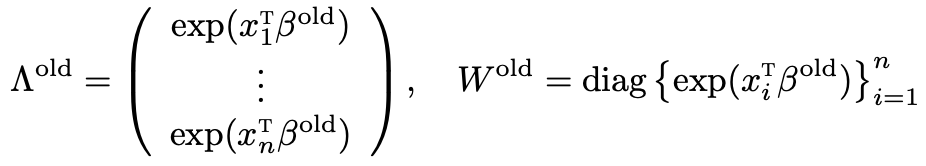 Λ^old = ( exp(x_1^T β^old)
⋮
exp(x_n^T β^old) ) , W^old = diag {exp(x_i^T β^old)}_{i=1}^n